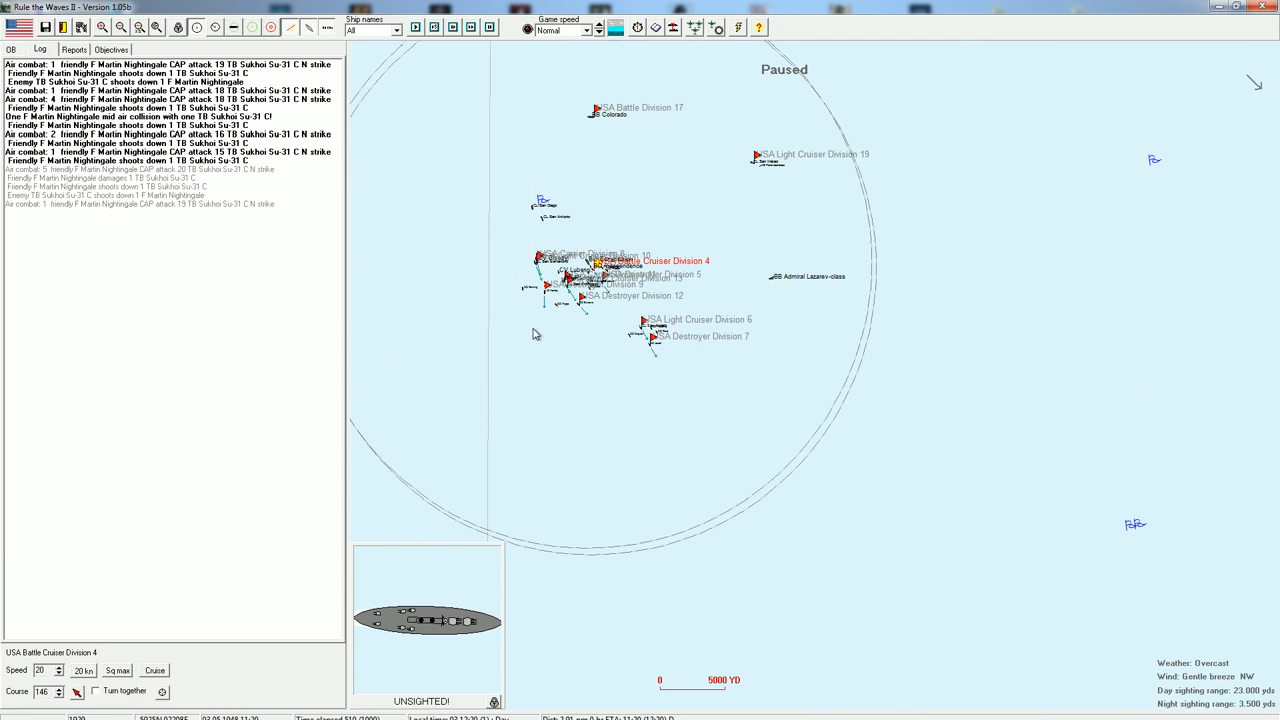 Rule the Waves II - Version 1.05b
Ship names
All
Game speed
Normal
OB Log Reports Objectives
Air combat: 1 friendly F Martin Nightingale CAP attack 19 TB Sukhoi Su-31 C N strike
Friendly F Martin Nightingale shoots down 1 TB Sukhoi Su-31 C
Enemy TB Sukhoi Su-31 C shoots down 1 F Martin Nightingale
Air combat: 1 friendly F Martin Nightingale CAP attack 18 TB Sukhoi Su-31 C N strike
Air combat: 4 friendly F Martin Nightingale CAP attack 18 TB Sukhoi Su-31 C N strike
Friendly F Martin Nightingale shoots down 1 TB Sukhoi Su-31 C
One F Martin Nightingale mid air collision with one TB Sukhoi Su-31 C!
Friendly F Martin Nightingale shoots down 1 TB Sukhoi Su-31 C
Air combat: 2 friendly F Martin Nightingale CAP attack 16 TB Sukhoi Su-31 C N strike
Friendly F Martin Nightingale shoots down 1 TB Sukhoi Su-31 C
Air combat: 1 friendly F Martin Nightingale CAP attack 15 TB Sukhoi Su-31 C N strike
Friendly F Martin Nightingale shoots down 1 TB Sukhoi Su-31 C
Air combat: 5 friendly F Martin Nightingale CAP attack 20 TB Sukhoi Su-31 C N strike
Friendly F Martin Nightingale damages 1 TB Sukhoi Su-31 C
Friendly F Martin Nightingale shoots down 1 TB Sukhoi Su-31 C
Enemy TB Sukhoi Su-31 C shoots down 1 F Martin Nightingale
Air combat: 1 friendly F Martin Nightingale CAP attack 19 TB Sukhoi Su-31 C N strike
Paused
USA Battle Division 17
BB Colorado
USA Light Cruiser Division 19
CL San Diego
CL San Antonio
USA Battle Cruiser Division 4
BB Admiral Lazarev-class
USA Destroyer Division 12
USA Light Cruiser Division 6
USA Destroyer Division 7
UNSIGHTED!
0 5000 YD
Weather: Overcast
Wind: Gentle breeze NW
Day sighting range: 23.000 yds
Night sighting range: 3.500 yds
USA Battle Cruiser Division 4
Speed 20 20 kn Sq max Cruise
Course 146 Turn together